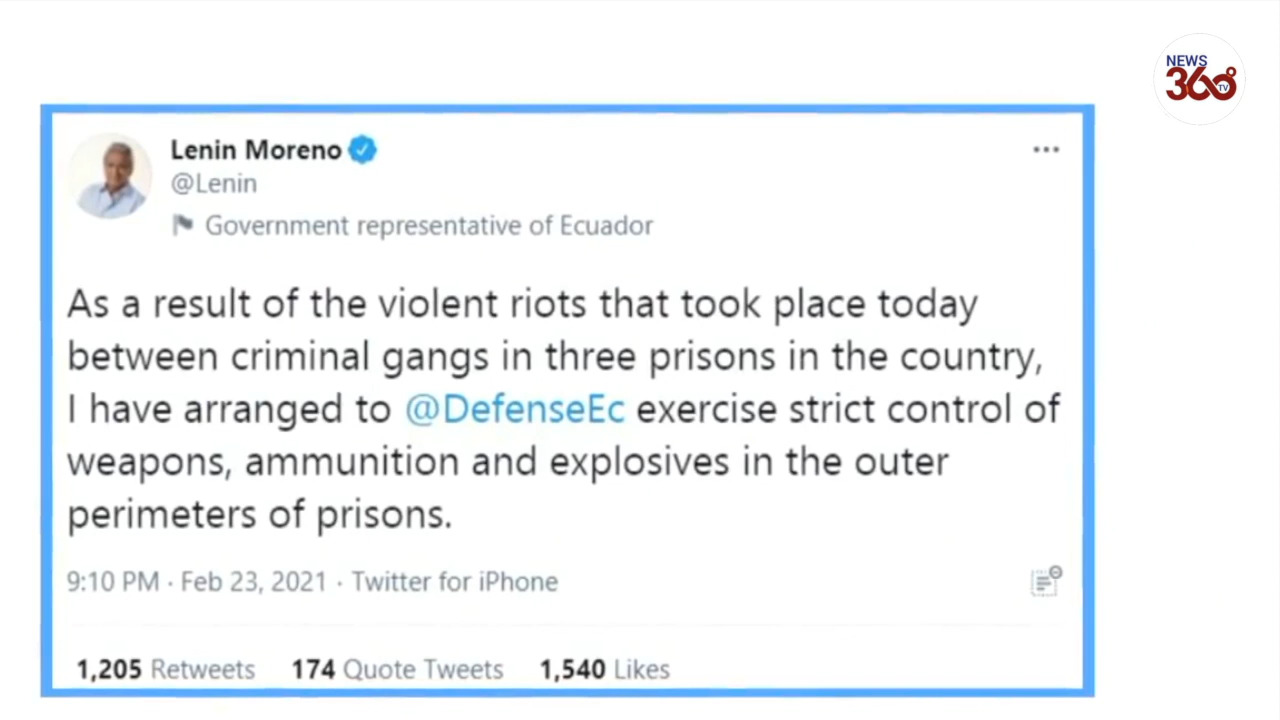 NEWS
360°
TV
Lenin Moreno
@Lenin
Government representative of Ecuador
As a result of the violent riots that took place today
between criminal gangs in three prisons in the country,
I have arranged to @DefenseEc exercise strict control of
weapons, ammunition and explosives in the outer
perimeters of prisons.
9:10 PM · Feb 23, 2021 · Twitter for iPhone
1,205 Retweets 174 Quote Tweets 1,540 Likes